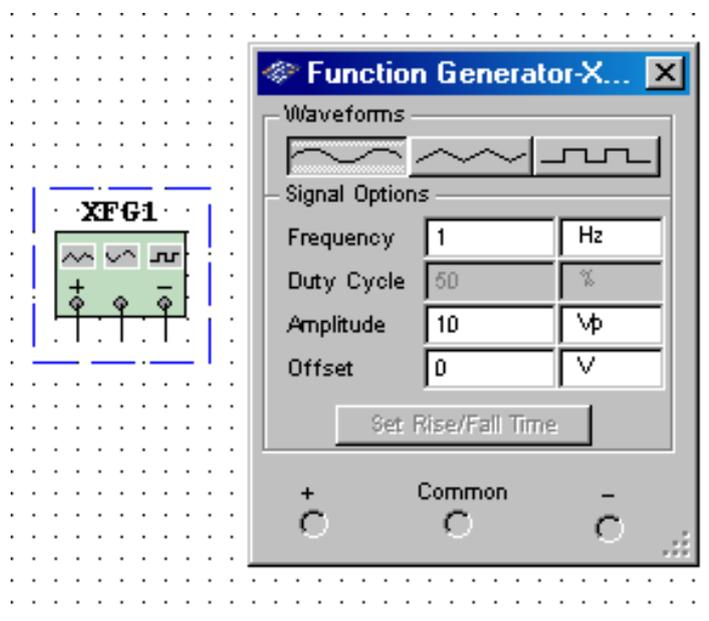 Function Generator-X...
Waveforms
Signal Options
XFG1
Frequency 1 Hz
Duty Cycle 50 %
+ −
Amplitude 10 Vp
Offset 0 V
Set Rise/Fall Time
+ Common −